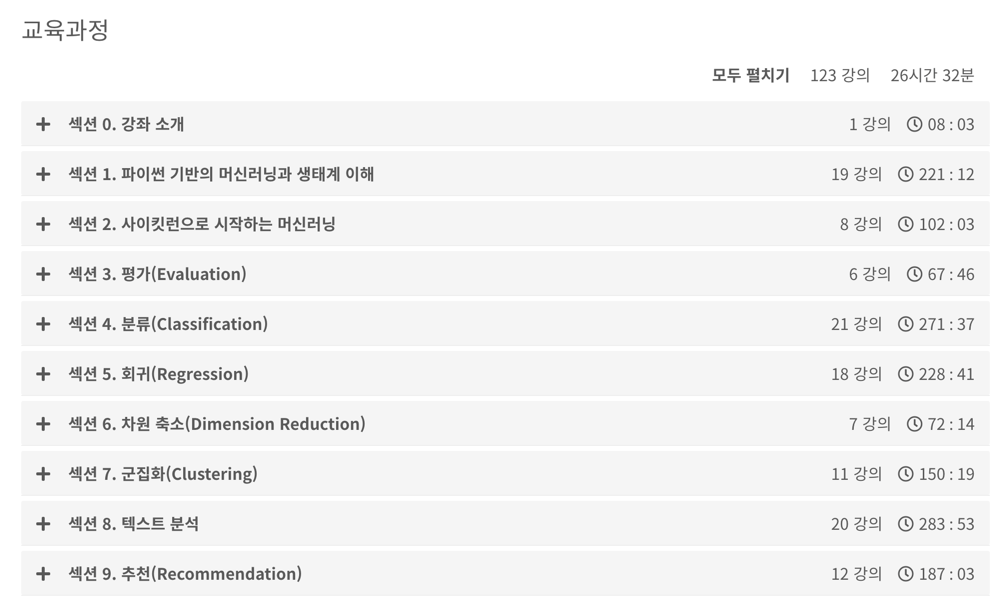 교육과정
모두 펼치기 123 강의 26시간 32분
섹션 0. 강좌 소개 1 강의 08 : 03
섹션 1. 파이썬 기반의 머신러닝과 생태계 이해 19 강의 221 : 12
섹션 2. 사이킷런으로 시작하는 머신러닝 8 강의 102 : 03
섹션 3. 평가(Evaluation) 6 강의 67 : 46
섹션 4. 분류(Classification) 21 강의 271 : 37
섹션 5. 회귀(Regression) 18 강의 228 : 41
섹션 6. 차원 축소(Dimension Reduction) 7 강의 72 : 14
섹션 7. 군집화(Clustering) 11 강의 150 : 19
섹션 8. 텍스트 분석 20 강의 283 : 53
섹션 9. 추천(Recommendation) 12 강의 187 : 03